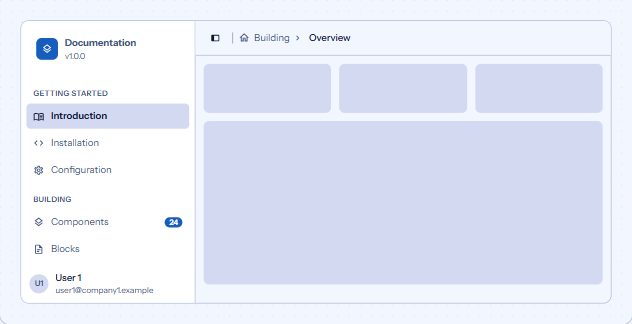 Documentation
v1.0.0
GETTING STARTED
Introduction
Installation
Configuration
BUILDING
Components 24
Blocks
U1
User 1
user1@company1.example
Building > Overview